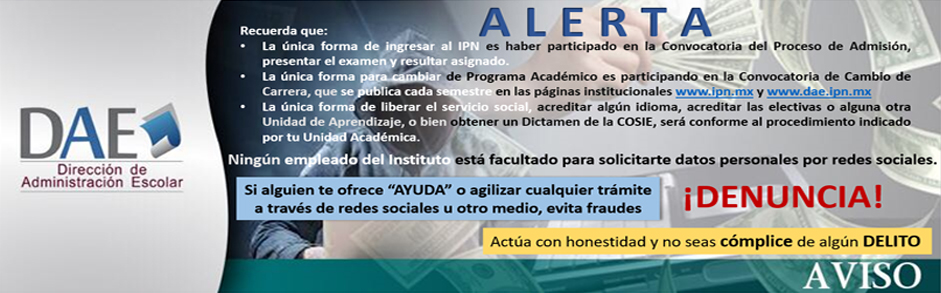 ALERTA
Recuerda que:
• La única forma de ingresar al IPN es haber participado en la Convocatoria del Proceso de Admisión,
presentar el examen y resultar asignado.
• La única forma para cambiar de Programa Académico es participando en la Convocatoria de Cambio de
Carrera, que se publica cada semestre en las páginas institucionales www.ipn.mx y www.dae.ipn.mx
• La única forma de liberar el servicio social, acreditar algún idioma, acreditar las electivas o alguna otra
Unidad de Aprendizaje, o bien obtener un Dictamen de la COSIE, será conforme al procedimiento indicado
por tu Unidad Académica.
Ningún empleado del Instituto está facultado para solicitarte datos personales por redes sociales.
DAE
Dirección de
Administración Escolar
Si alguien te ofrece “AYUDA” o agilizar cualquier trámite
a través de redes sociales u otro medio, evita fraudes
¡DENUNCIA!
Actúa con honestidad y no seas cómplice de algún DELITO
AVISO